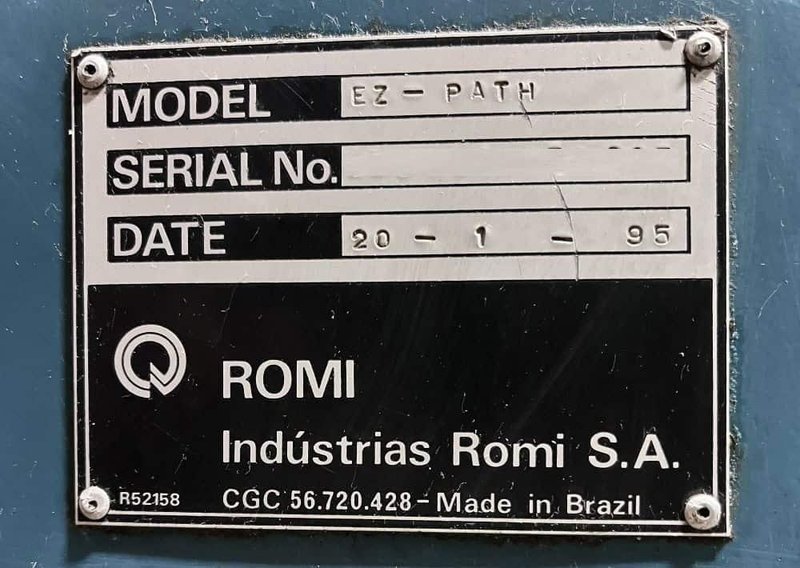 MODEL EZ - PATH
SERIAL No.
DATE 20 - 1 - 95
ROMI
Indústrias Romi S.A.
R52158 CGC 56.720.428 - Made in Brazil